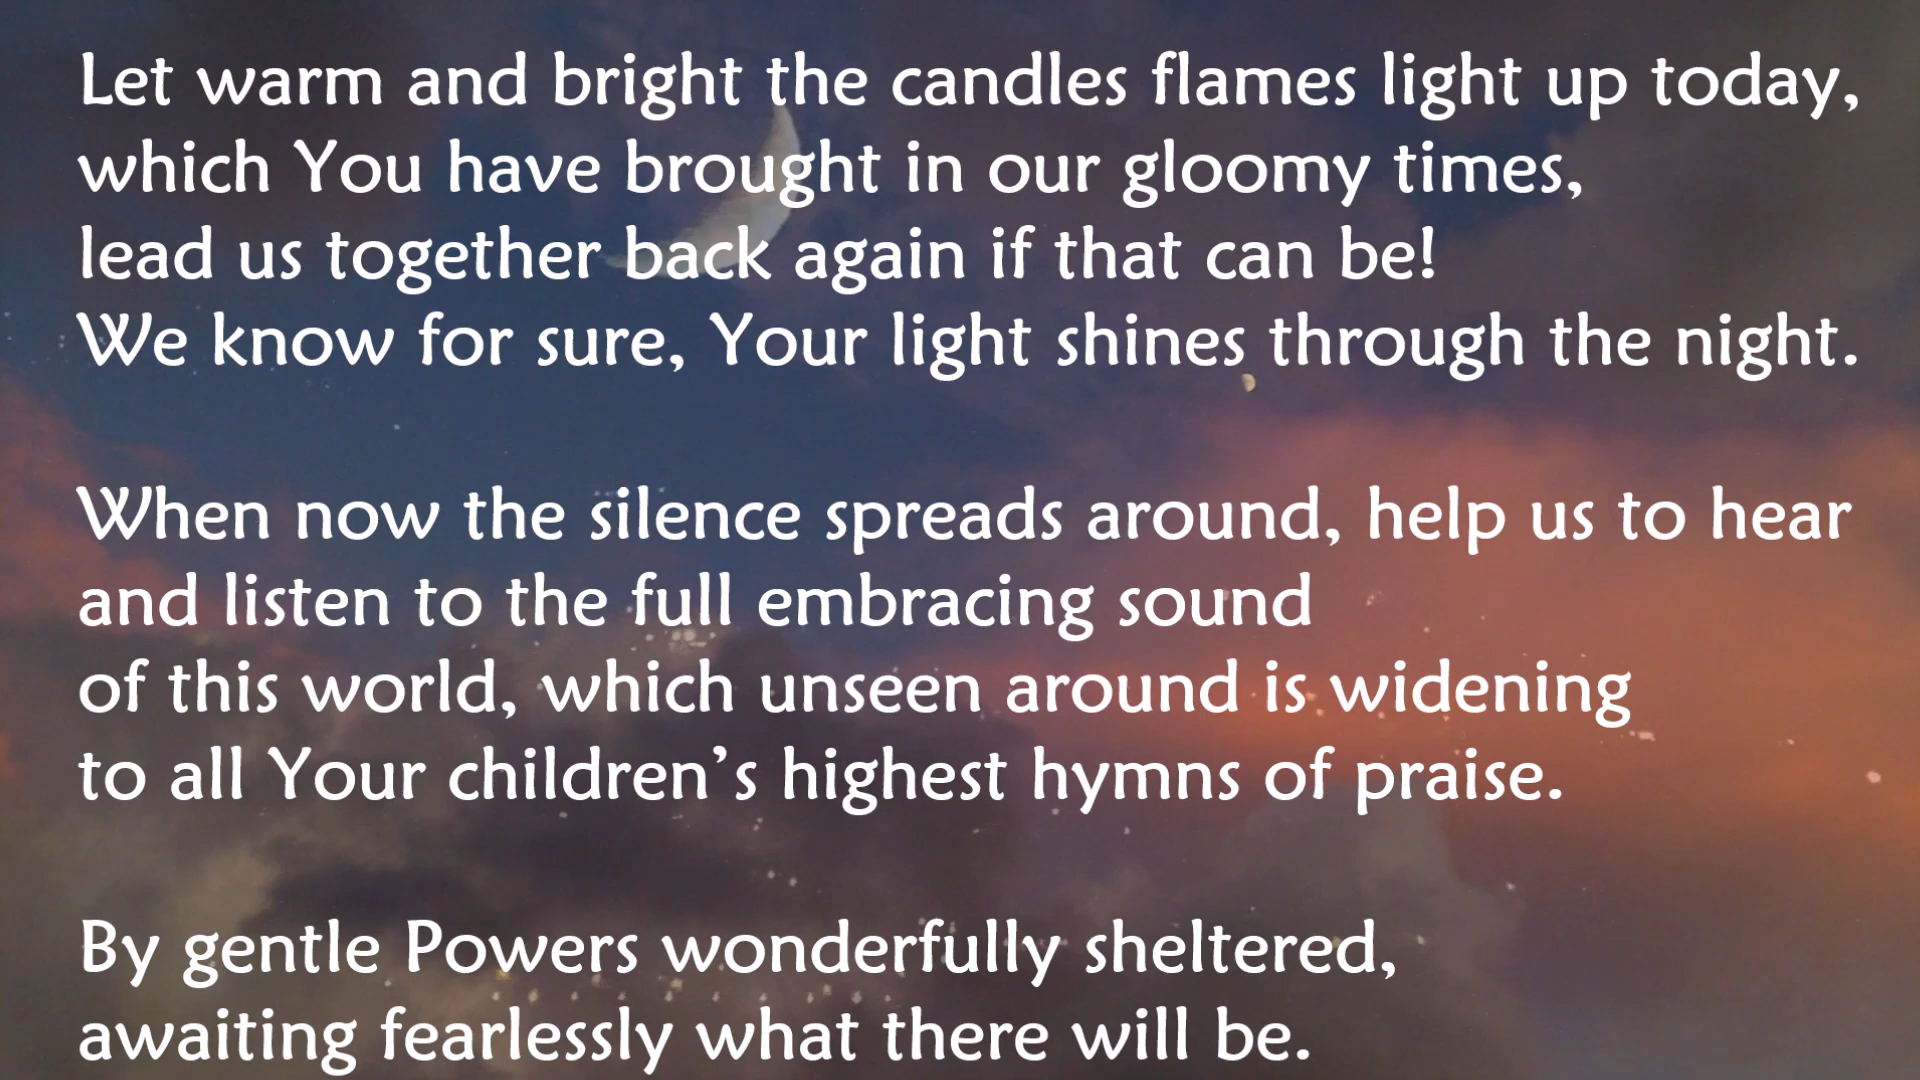 Let warm and bright the candles flames light up today,
which You have brought in our gloomy times,
lead us together back again if that can be!
We know for sure, Your light shines through the night.
When now the silence spreads around, help us to hear
and listen to the full embracing sound
of this world, which unseen around is widening
to all Your children’s highest hymns of praise.
By gentle Powers wonderfully sheltered,
awaiting fearlessly what there will be.